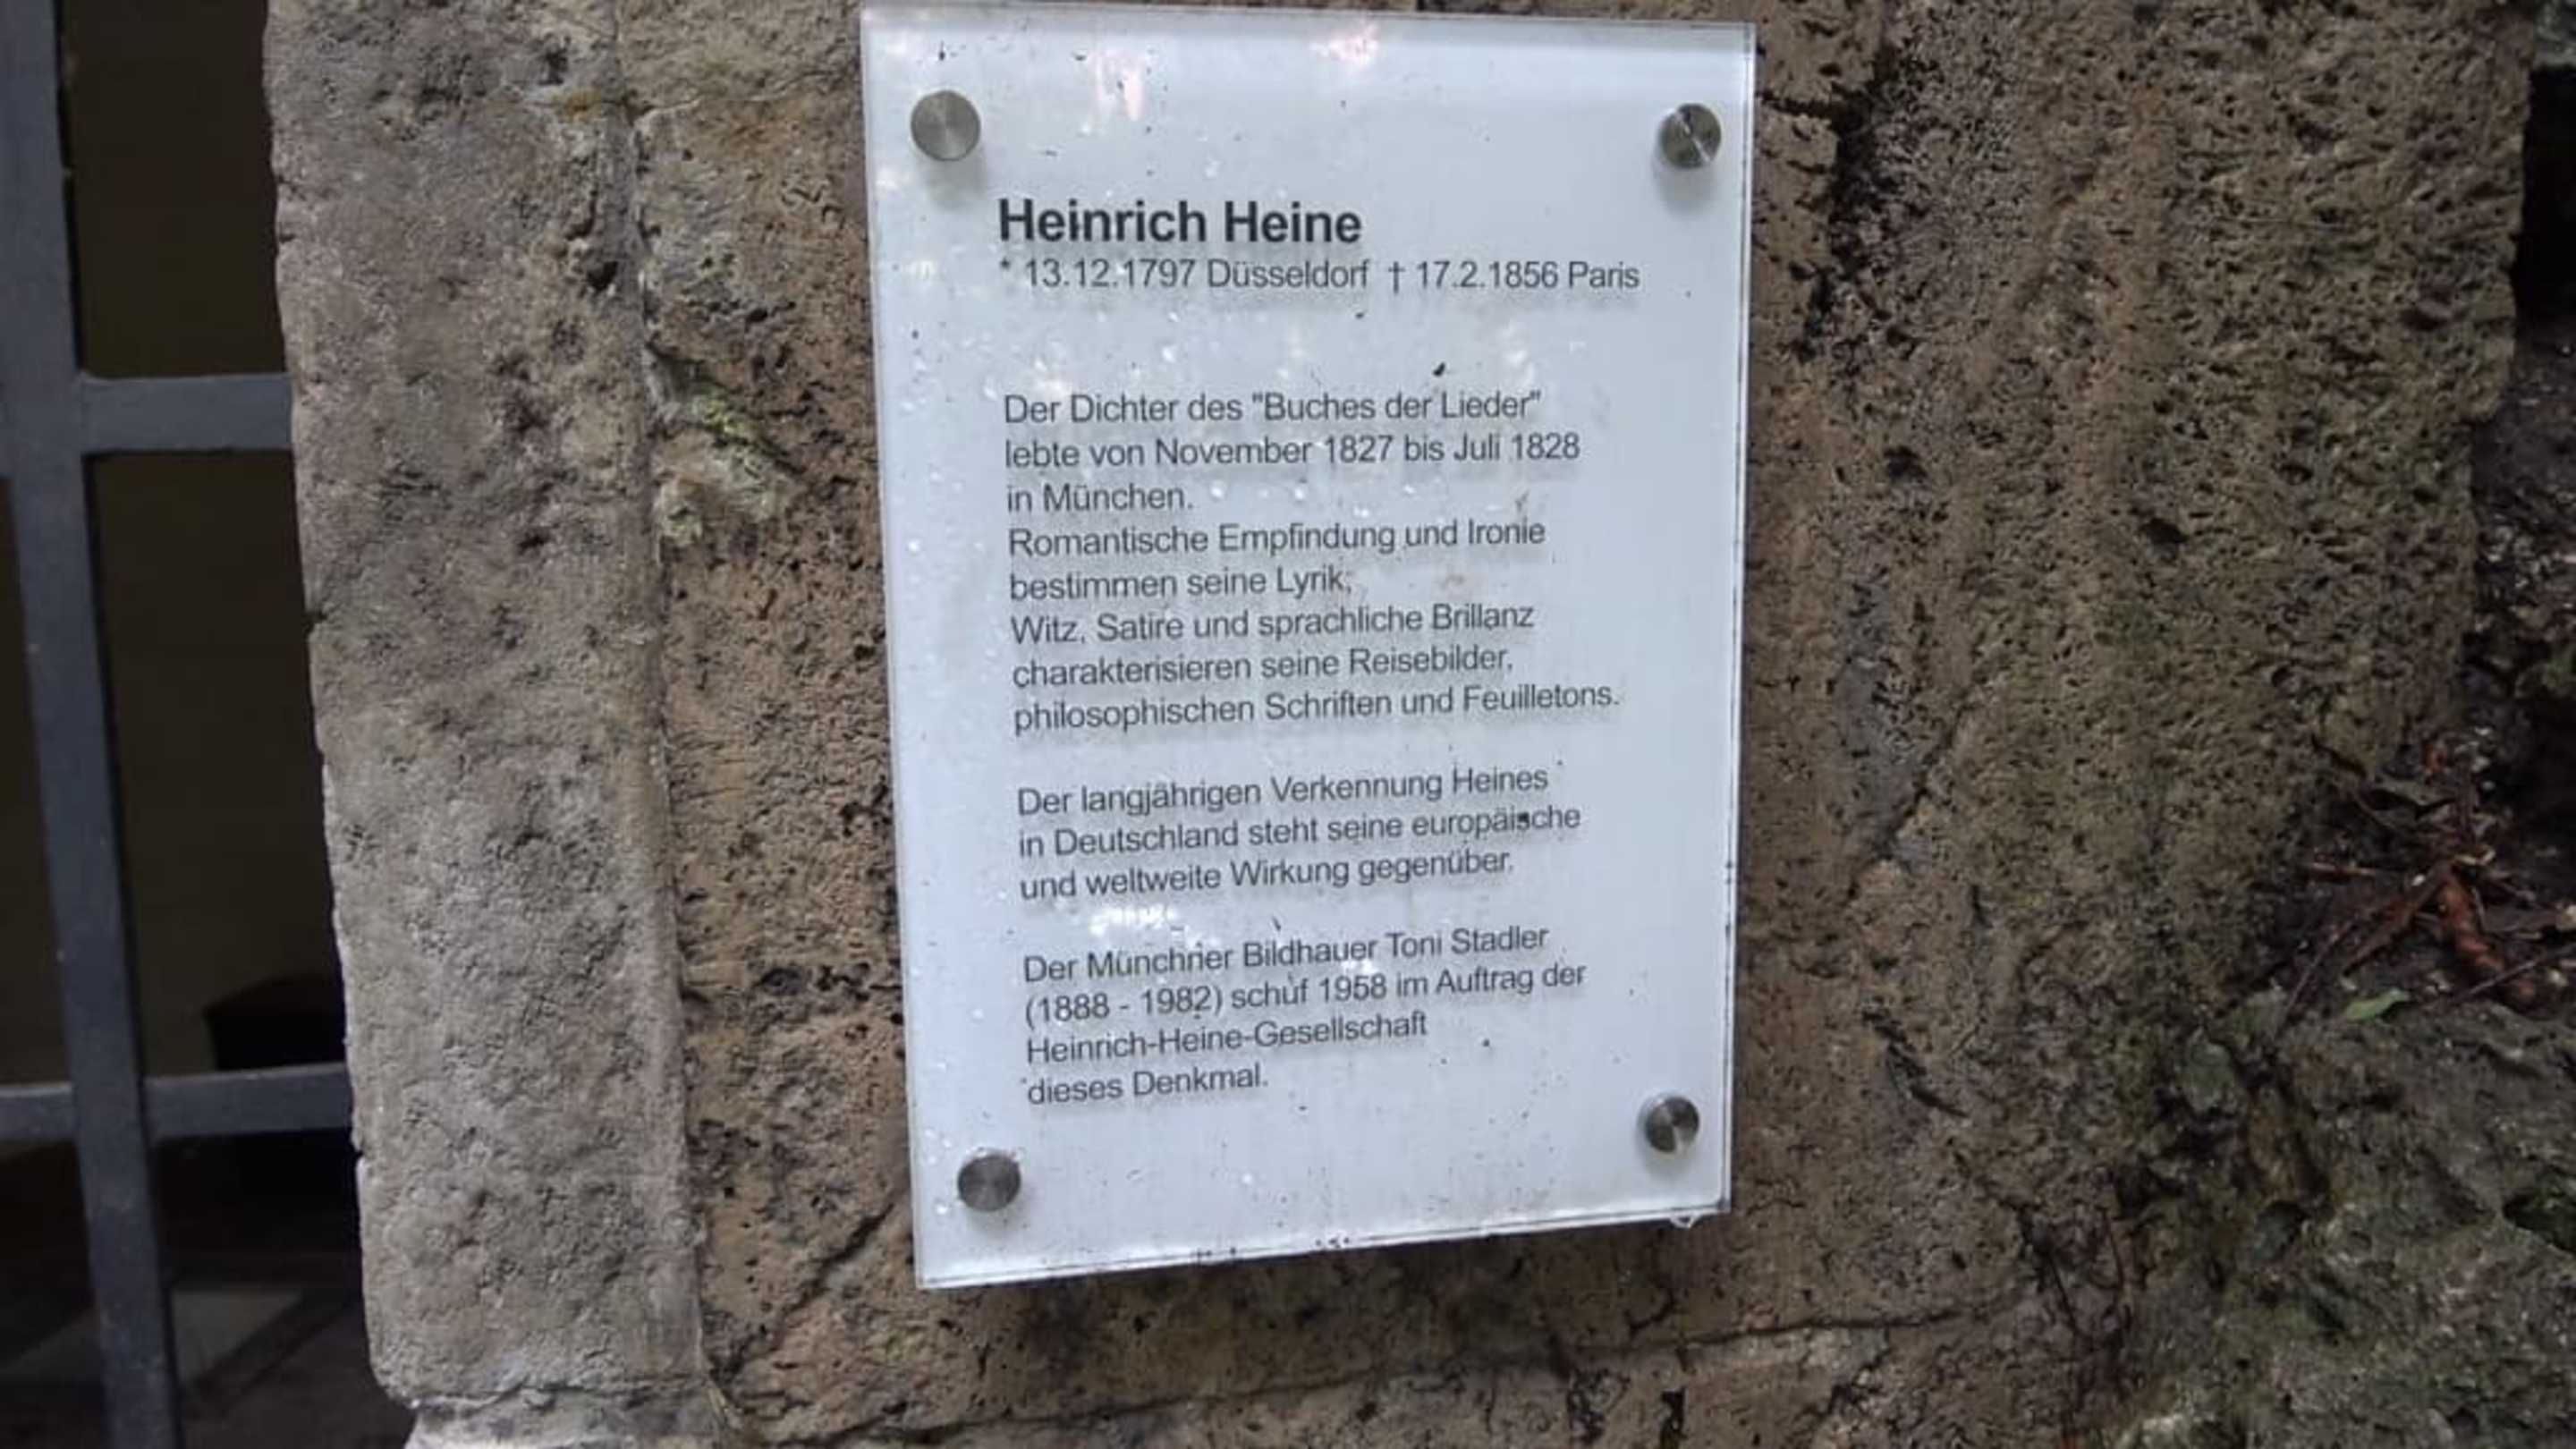 Heinrich Heine
* 13.12.1797 Düsseldorf † 17.2.1856 Paris
Der Dichter des "Buches der Lieder"
lebte von November 1827 bis Juli 1828
in München.
Romantische Empfindung und Ironie
bestimmen seine Lyrik;
Witz, Satire und sprachliche Brillanz
charakterisieren seine Reisebilder,
philosophischen Schriften und Feuilletons.
Der langjährigen Verkennung Heines
in Deutschland steht seine europäische
und weltweite Wirkung gegenüber.
Der Münchner Bildhauer Toni Stadler
(1888 - 1982) schuf 1958 im Auftrag der
Heinrich-Heine-Gesellschaft
dieses Denkmal.